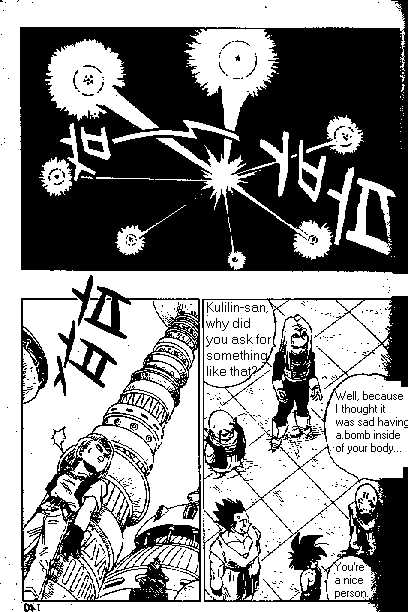 Kulilin-san,
why did
you ask for
something
like that?
Well, because
I thought it
was sad having
a bomb inside
of your body...
You're
a nice
person.